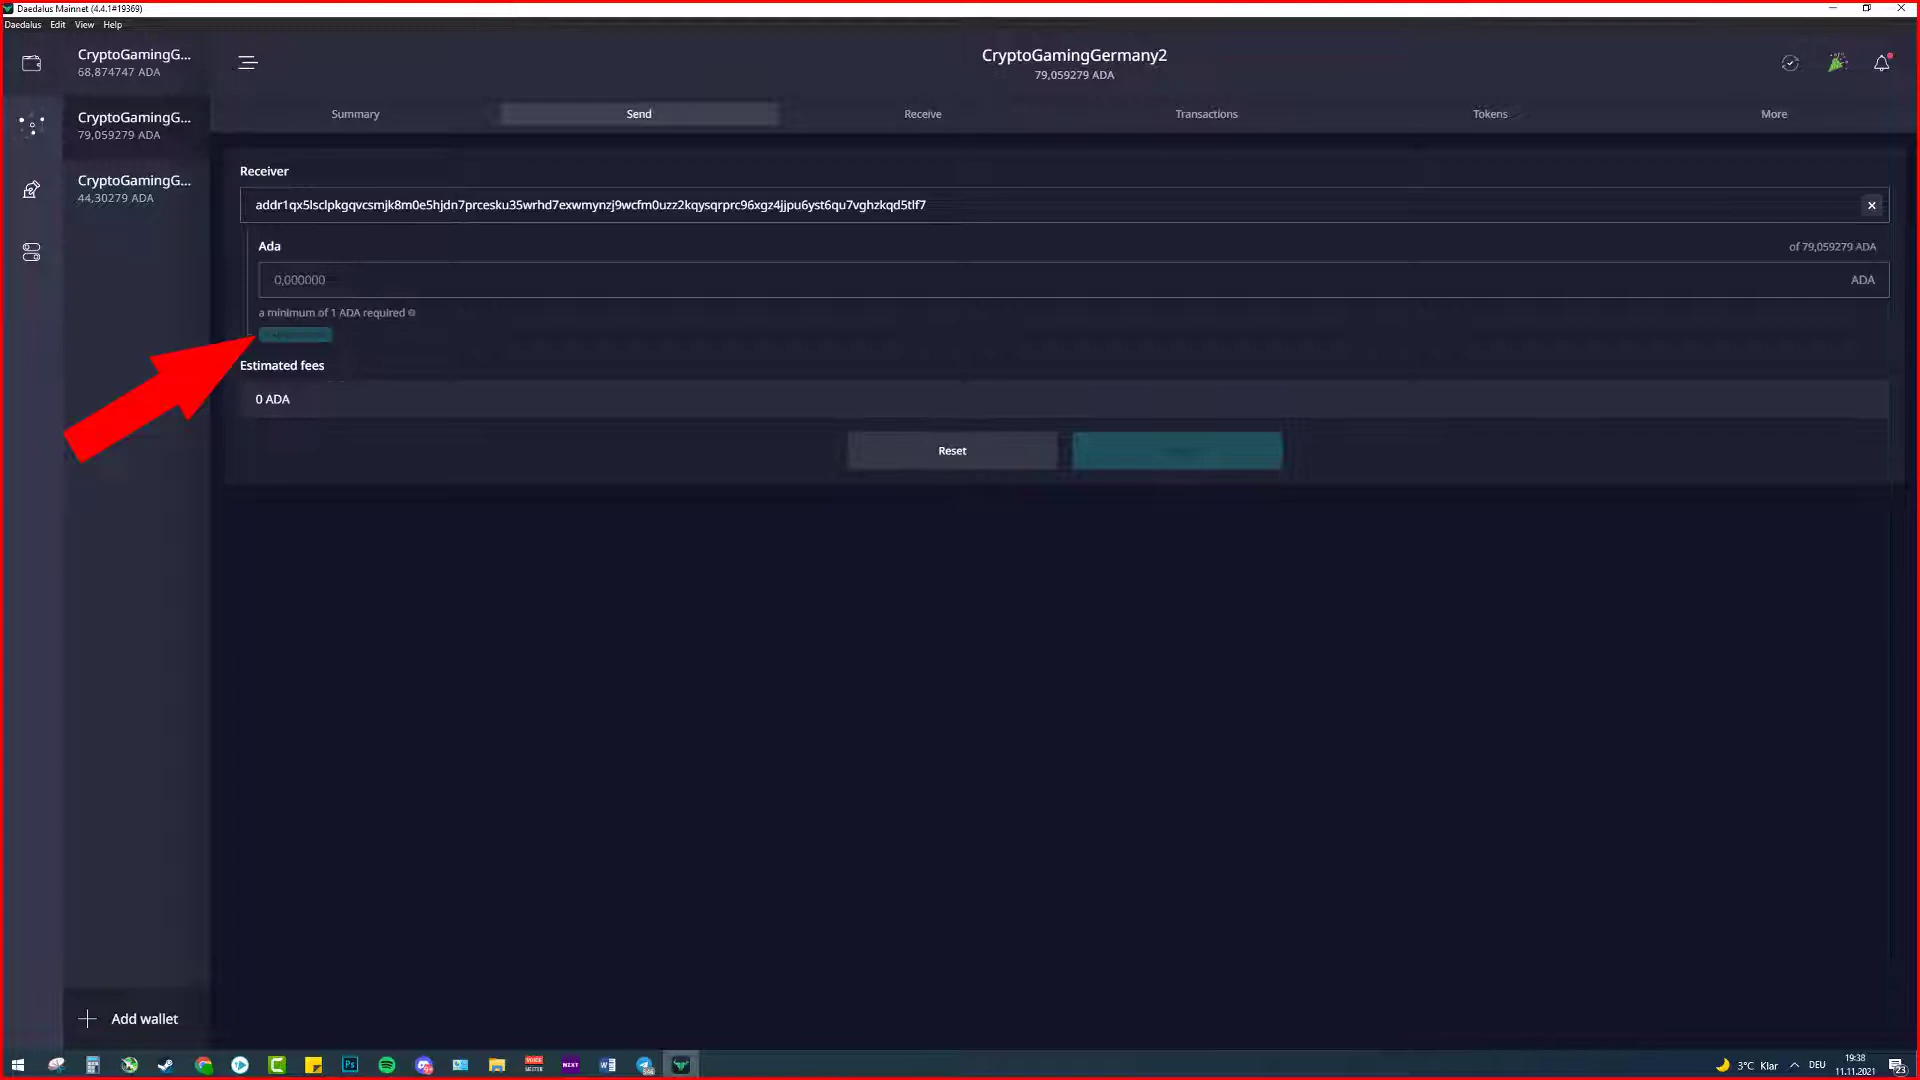 Daedalus Mainnet (4.4.1#19369)
Daedalus Edit View Help
CryptoGamingG...
68,874747 ADA
CryptoGamingG...
79,059279 ADA
CryptoGamingG...
44,30279 ADA
CryptoGamingGermany2
79,059279 ADA
Summary
Send
Receive
Transactions
Tokens
More
Receiver
addr1qx5lsclpkgqvcsmjk8m0e5hjdn7prcesku35wrhd7exwmynzj9wcfm0uzz2kqysqrprc96xgz4jjpu6yst6qu7vghzkqd5tlf7
Ada
of 79,059279 ADA
0,000000
ADA
a minimum of 1 ADA required
Estimated fees
0 ADA
Reset
Add wallet
Ps
NEXT
3°C Klar
DEU
19:38
11.11.2021
23